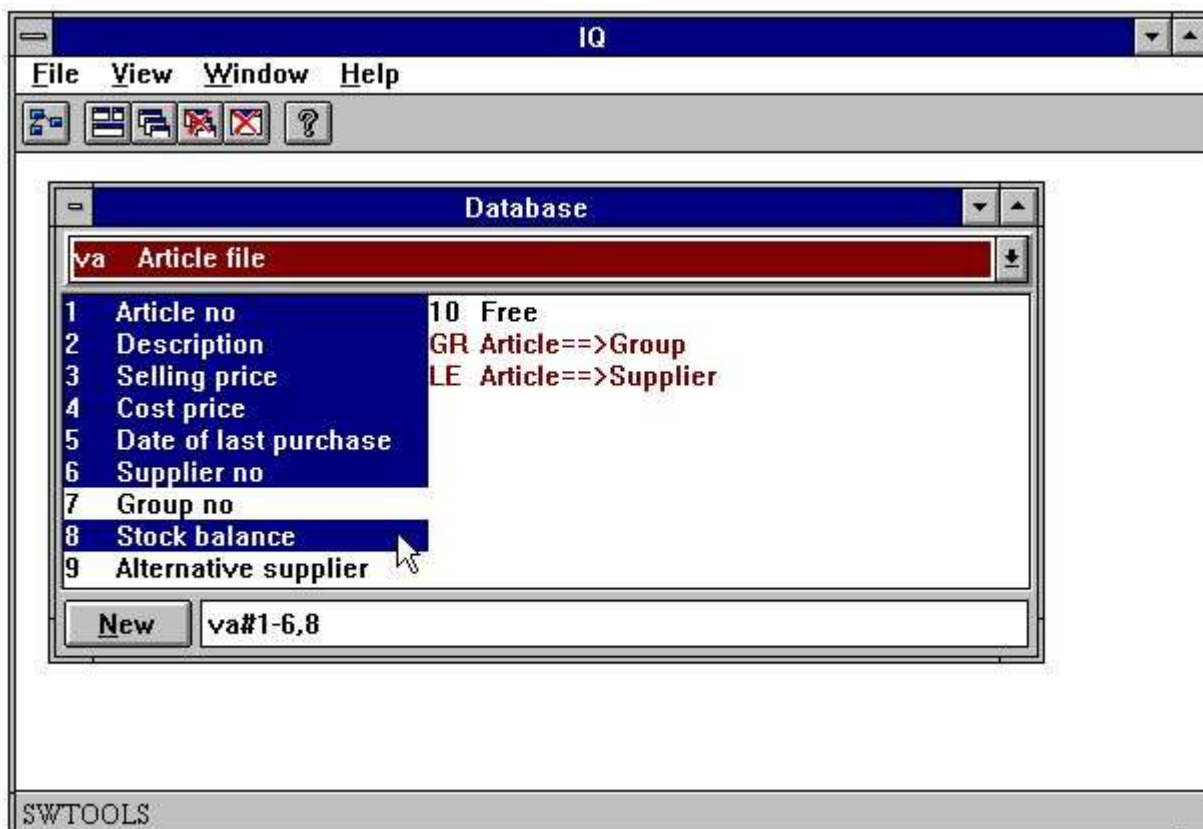 IQ
File View Window Help
Database
va Article file
1 Article no
2 Description
3 Selling price
4 Cost price
5 Date of last purchase
6 Supplier no
7 Group no
8 Stock balance
9 Alternative supplier
10 Free
GR Article==>Group
LE Article==>Supplier
New va#1-6,8
SWTOOLS